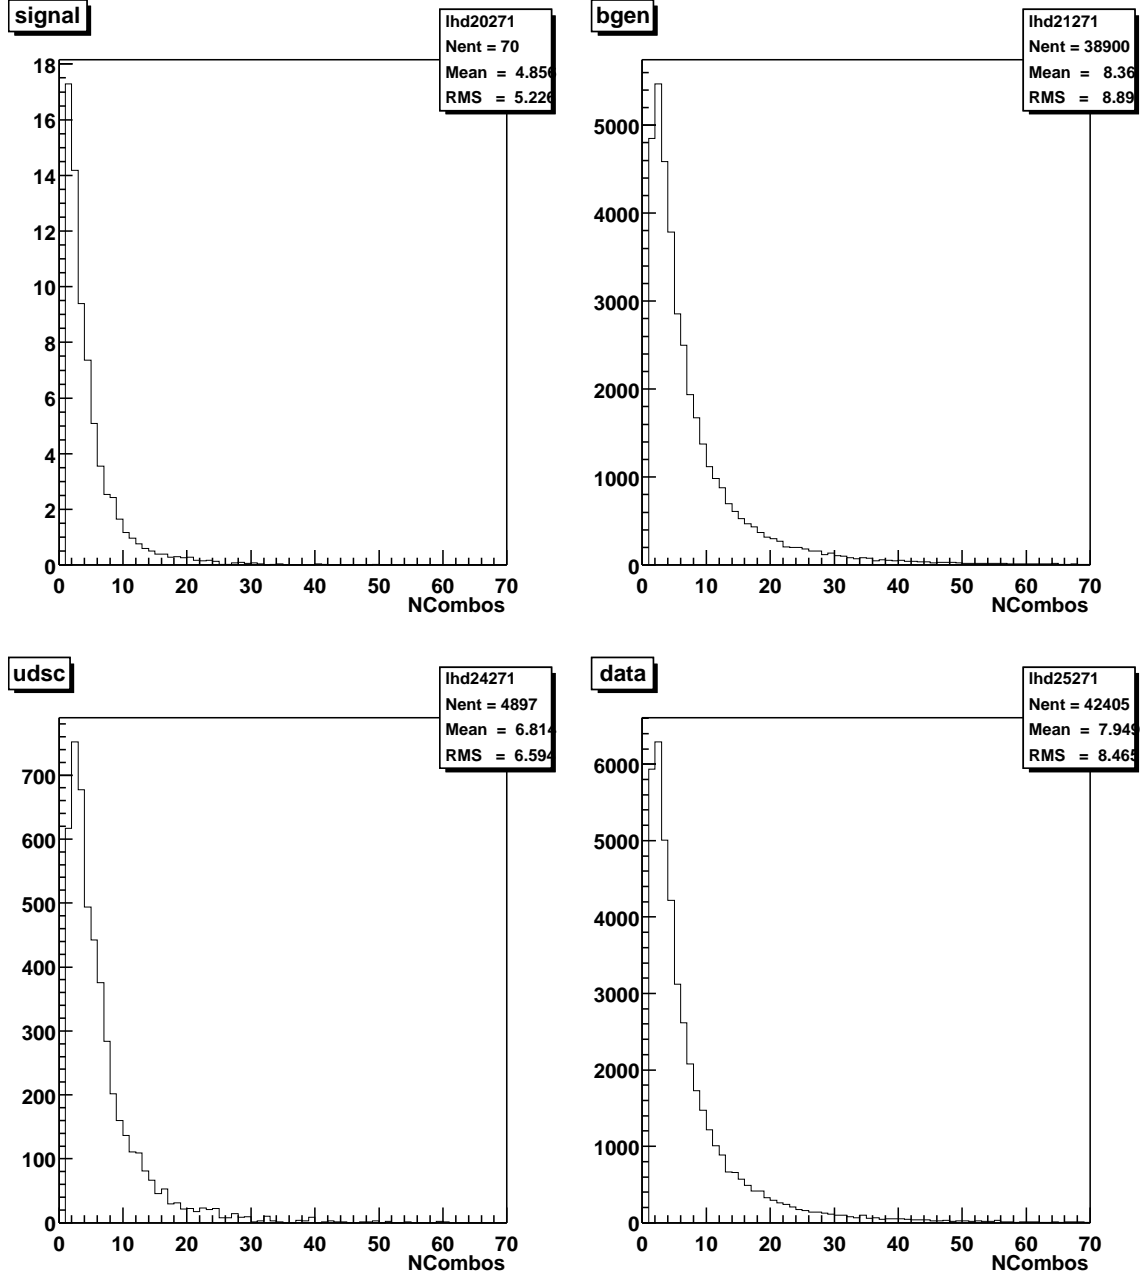 signal
lhd20271
Nent = 70
Mean = 4.856
RMS = 5.226
18
16
14
12
10
8
6
4
2
0
0 10 20 30 40 50 60 70
NCombos
bgen
lhd21271
Nent = 38900
Mean = 8.36
RMS = 8.89
5000
4000
3000
2000
1000
0
0 10 20 30 40 50 60 70
NCombos
udsc
lhd24271
Nent = 4897
Mean = 6.814
RMS = 6.594
700
600
500
400
300
200
100
0
0 10 20 30 40 50 60 70
NCombos
data
lhd25271
Nent = 42405
Mean = 7.949
RMS = 8.465
6000
5000
4000
3000
2000
1000
0
0 10 20 30 40 50 60 70
NCombos